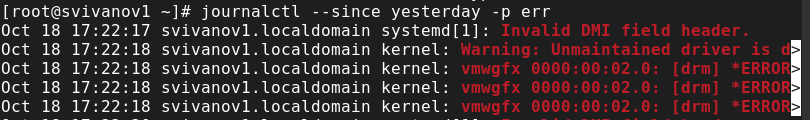 [root@svivanov1 ~]# journalctl --since yesterday -p err
Oct 18 17:22:17 svivanov1.localdomain systemd[1]: Invalid DMI field header.
Oct 18 17:22:18 svivanov1.localdomain kernel: Warning: Unmaintained driver is d>
Oct 18 17:22:18 svivanov1.localdomain kernel: vmwgfx 0000:00:02.0: [drm] *ERROR>
Oct 18 17:22:18 svivanov1.localdomain kernel: vmwgfx 0000:00:02.0: [drm] *ERROR>
Oct 18 17:22:18 svivanov1.localdomain kernel: vmwgfx 0000:00:02.0: [drm] *ERROR>